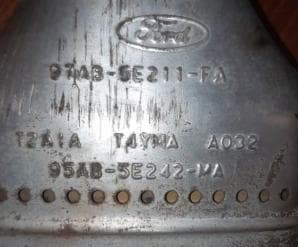 Ford
97AB-5E211-FA
T2A1A T4YMA A032
95AB-5E242-MA